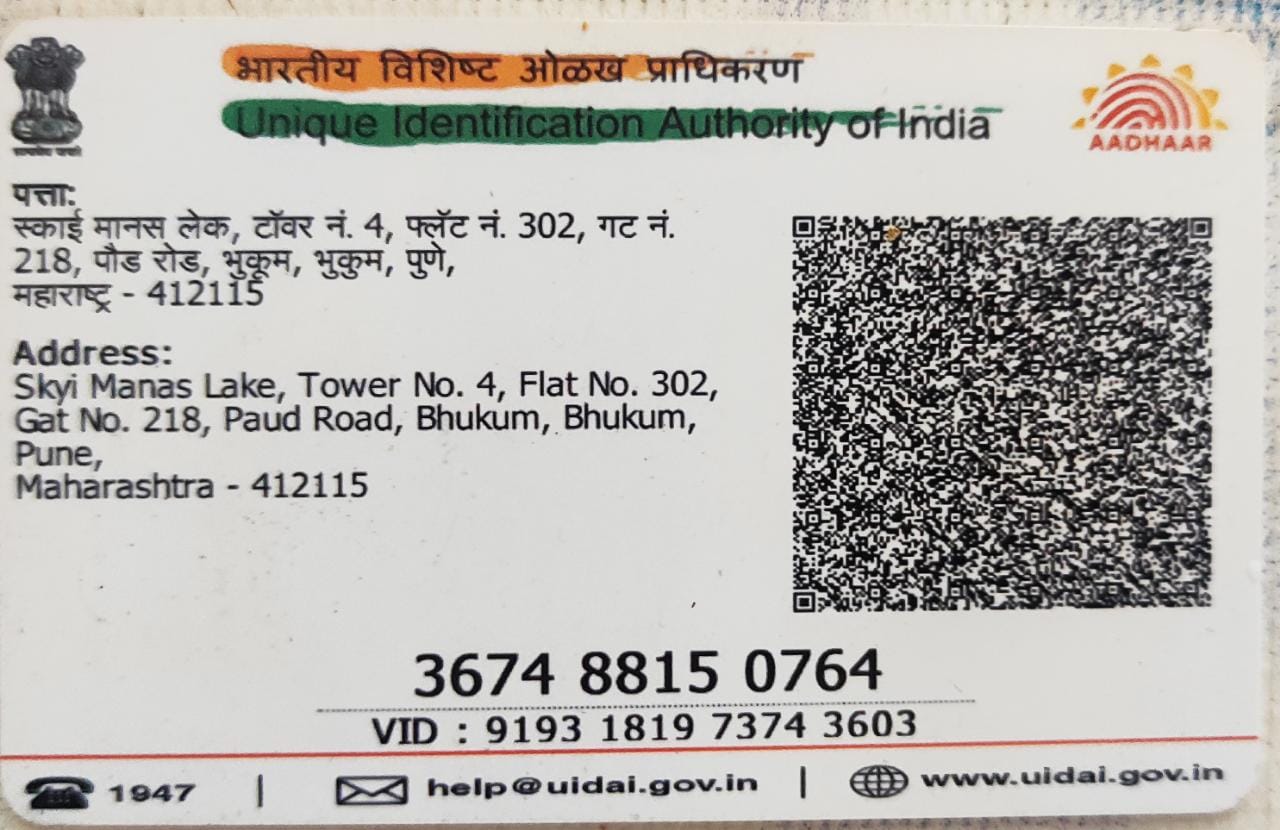 भारतीय विशिष्ट ओळख प्राधिकरण
Unique Identification Authority of India
AADHAAR
पत्ता:
स्काई मानस लेक, टॉवर नं. 4, फ्लॅट नं. 302, गट नं.
218, पौड रोड, भुकूम, भुकुम, पुणे,
महाराष्ट्र - 412115
Address:
Skyi Manas Lake, Tower No. 4, Flat No. 302,
Gat No. 218, Paud Road, Bhukum, Bhukum,
Pune,
Maharashtra - 412115
3674 8815 0764
VID : 9193 1819 7374 3603
1947 | help@uidai.gov.in | www.uidai.gov.in